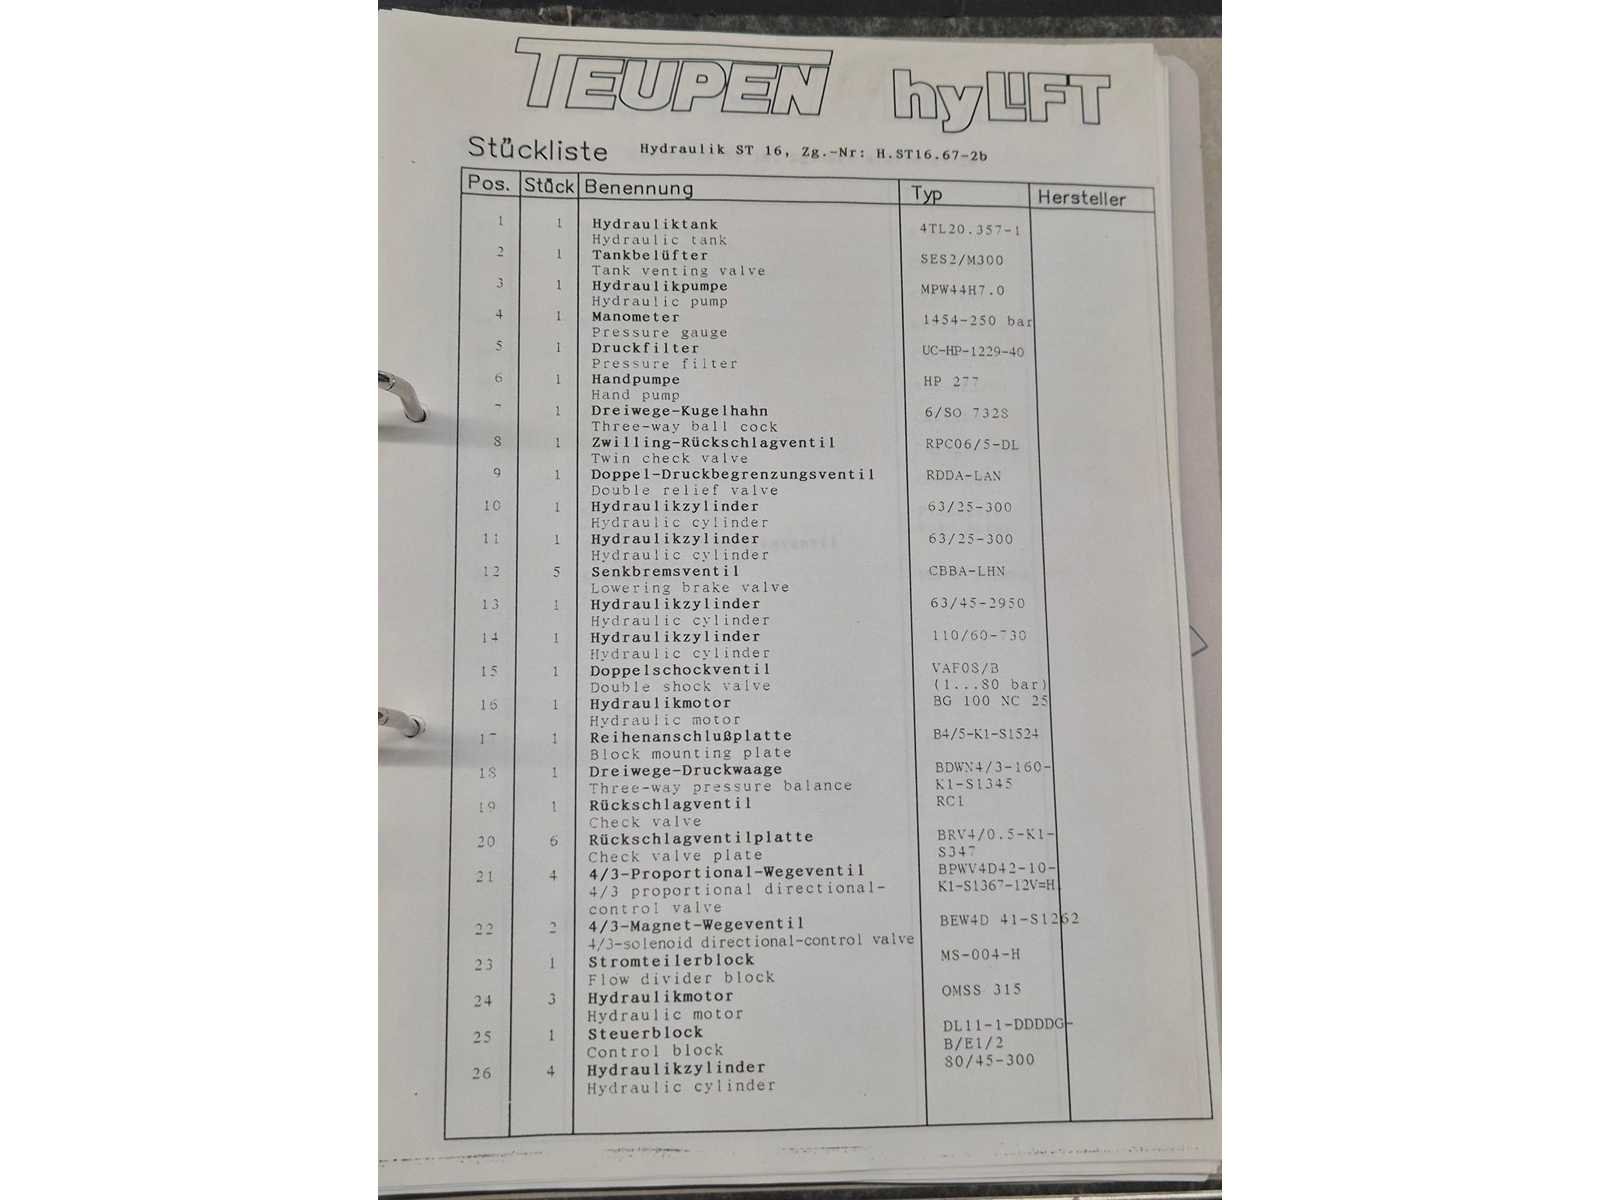 TEUPEN hyLIFT
Stückliste Hydraulik ST 16, Zg.-Nr: H.ST16.67-2b
Pos. Stück Benennung Typ Hersteller
1 1 Hydrauliktank 4TL20.357-1
Hydraulic tank
2 1 Tankbelüfter SES2/M300
Tank venting valve
3 1 Hydraulikpumpe MPW44H7.0
Hydraulic pump
4 1 Manometer 1454-250 bar
Pressure gauge
5 1 Druckfilter UC-HP-1229-40
Pressure filter
6 1 Handpumpe HP 277
Hand pump
7 1 Dreiwege-Kugelhahn 6/SO 732S
Three-way ball cock
8 1 Zwilling-Rückschlagventil RPC06/5-DL
Twin check valve
9 1 Doppel-Druckbegrenzungsventil RDDA-LAN
Double relief valve
10 1 Hydraulikzylinder 63/25-300
Hydraulic cylinder
11 1 Hydraulikzylinder 63/25-300
Hydraulic cylinder
12 5 Senkbremsventil CBBA-LHN
Lowering brake valve
13 1 Hydraulikzylinder 63/45-2950
Hydraulic cylinder
14 1 Hydraulikzylinder 110/60-730
Hydraulic cylinder
15 1 Doppelschockventil VAF08/B
Double shock valve (1...80 bar)
16 1 Hydraulikmotor BG 100 NC 25
Hydraulic motor
17 1 Reihenanschlußplatte B4/5-K1-S1524
Block mounting plate
18 1 Dreiwege-Druckwaage BDWN4/3-160-
Three-way pressure balance K1-S1345
19 1 Rückschlagventil RC1
Check valve
20 6 Rückschlagventilplatte BRV4/0.5-K1-
Check valve plate S347
21 4 4/3-Proportional-Wegeventil BPWV4D42-10-
4/3 proportional directional- K1-S1367-12V=H
control valve
22 2 4/3-Magnet-Wegeventil BEW4D 41-S1262
4/3-solenoid directional-control valve
23 1 Stromteilerblock MS-004-H
Flow divider block
24 3 Hydraulikmotor OMSS 315
Hydraulic motor
25 1 Steuerblock DL11-1-DDDDG-
Control block B/E1/2
26 4 Hydraulikzylinder 80/45-300
Hydraulic cylinder